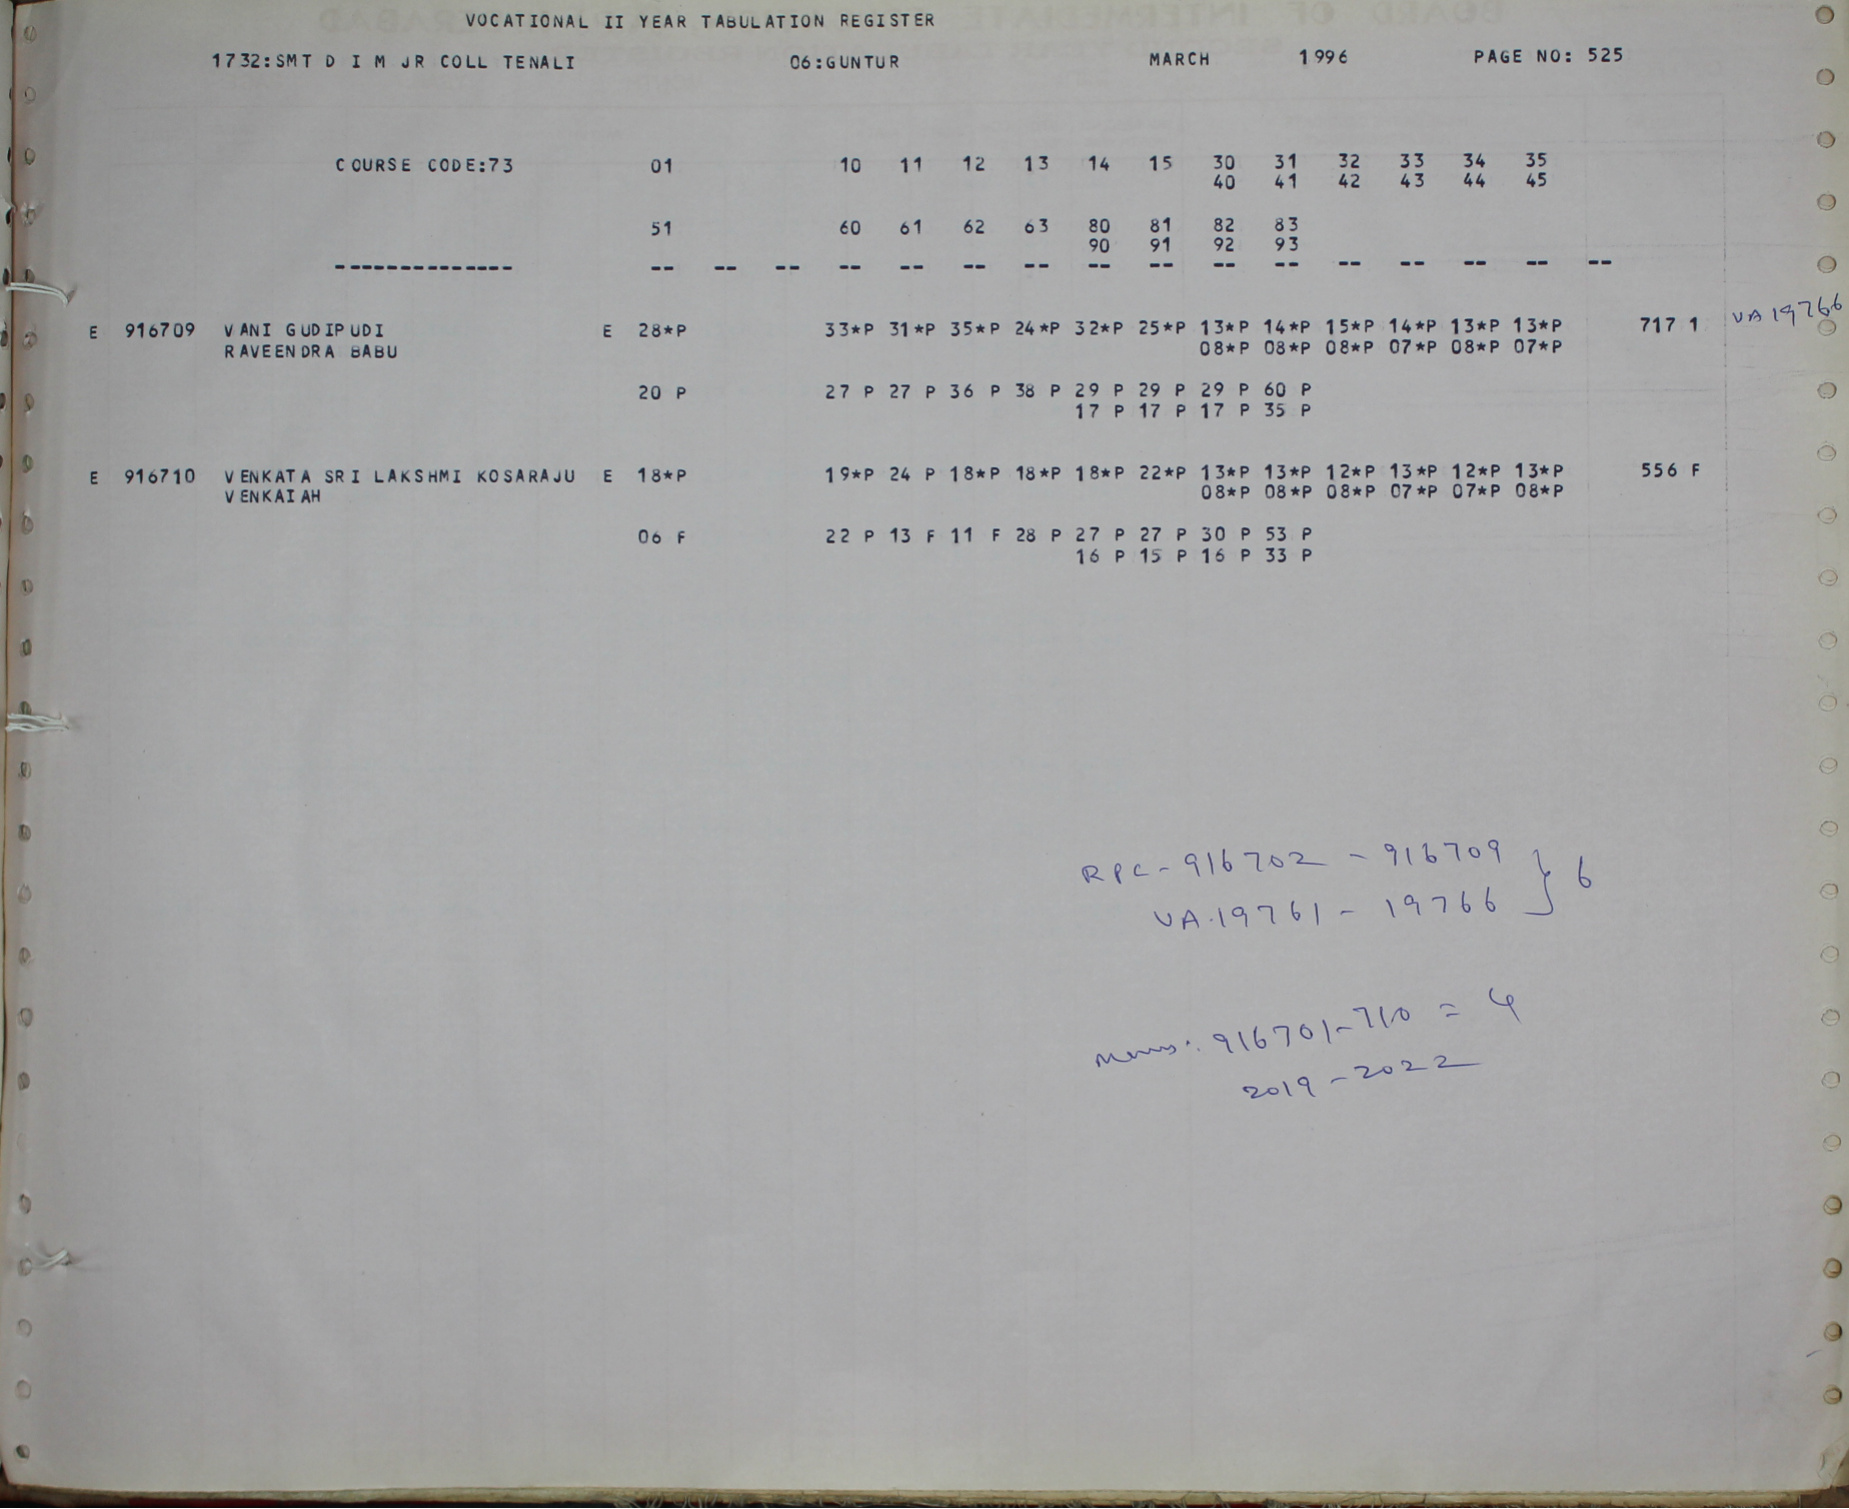 VOCATIONAL II YEAR TABULATION REGISTER
1732:SMT D I M JR COLL TENALI 06:GUNTUR MARCH 1996 PAGE NO: 525
COURSE CODE:73 01 10 11 12 13 14 15 30 31 32 33 34 35
40 41 42 43 44 45
51 60 61 62 63 80 81 82 83
90 91 92 93
-------------- -- -- -- -- -- -- -- -- -- -- -- -- -- -- -- --
E 916709 VANI GUDIPUDI E 28*P 33*P 31*P 35*P 24*P 32*P 25*P 13*P 14*P 15*P 14*P 13*P 13*P 717 1 VA 19766
RAVEENDRA BABU 08*P 08*P 08*P 07*P 08*P 07*P
20 P 27 P 27 P 36 P 38 P 29 P 29 P 29 P 60 P
17 P 17 P 17 P 35 P
E 916710 VENKATA SRI LAKSHMI KOSARAJU E 18*P 19*P 24 P 18*P 18*P 18*P 22*P 13*P 13*P 12*P 13*P 12*P 13*P 556 F
VENKAIAH 08*P 08*P 08*P 07*P 07*P 08*P
06 F 22 P 13 F 11 F 28 P 27 P 27 P 30 P 53 P
16 P 15 P 16 P 33 P
RPC - 916702 - 916709 } 6
VA.19761 - 19766
Memos: 916701-710 = 4
2019 - 2022